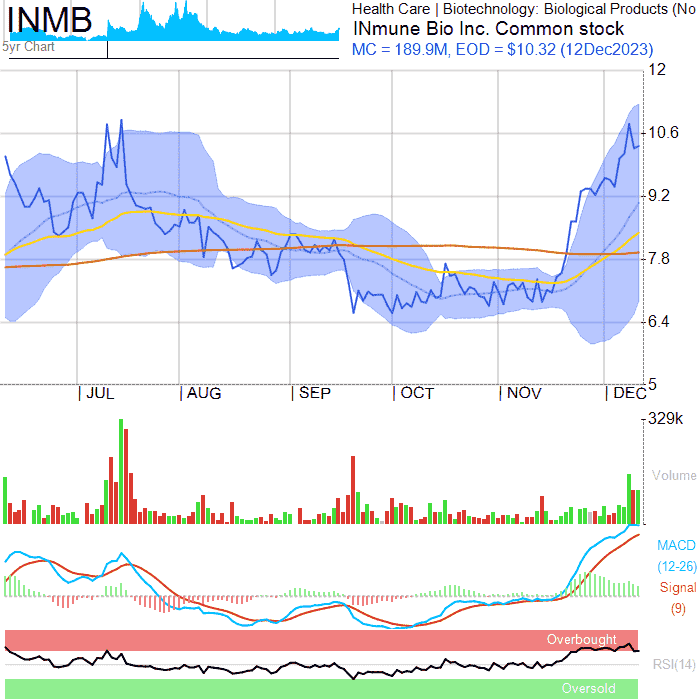 INMB
5yr Chart
Health Care | Biotechnology: Biological Products (No
INmune Bio Inc. Common stock
MC = 189.9M, EOD = $10.32 (12Dec2023)
12
10.6
9.2
7.8
6.4
5
| JUL | AUG | SEP | OCT | NOV | DEC
329k
Volume
MACD
(12-26)
Signal
(9)
Overbought
RSI(14)
Oversold